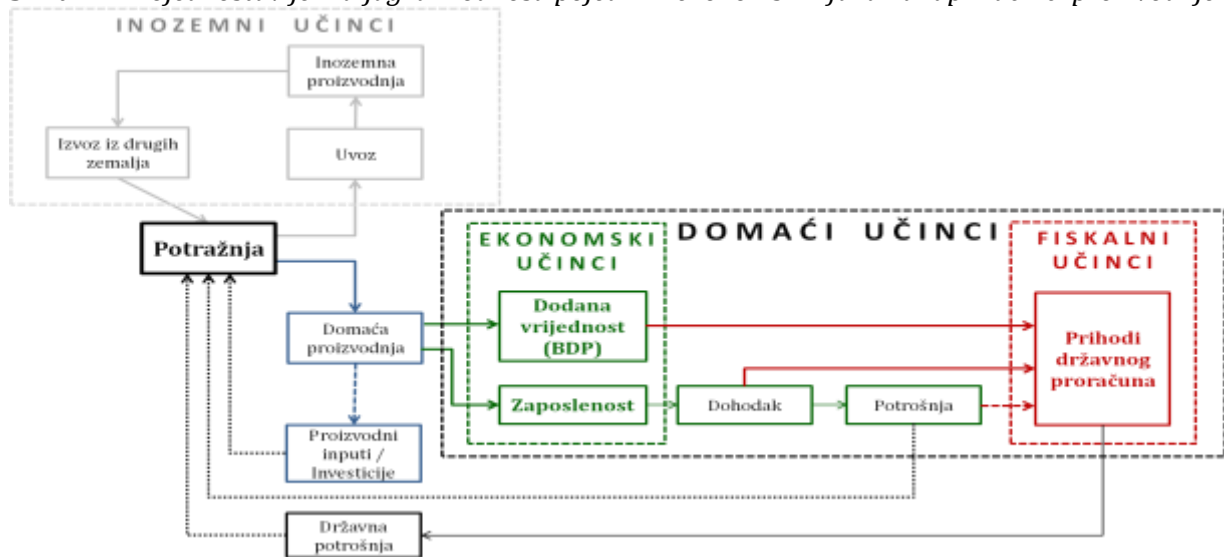 INOZEMNI UČINCI
Inozemna
proizvodnja
Izvoz iz drugih
zemalja
Uvoz
Potražnja
DOMAĆI UČINCI
EKONOMSKI
UČINCI
FISKALNI
UČINCI
Domaća
proizvodnja
Dodana
vrijednost
(BDP)
Prihodi
državnog
proračuna
Zaposlenost
Dohodak
Potrošnja
Proizvodni
inputi /
Investicije
Državna
potrošnja